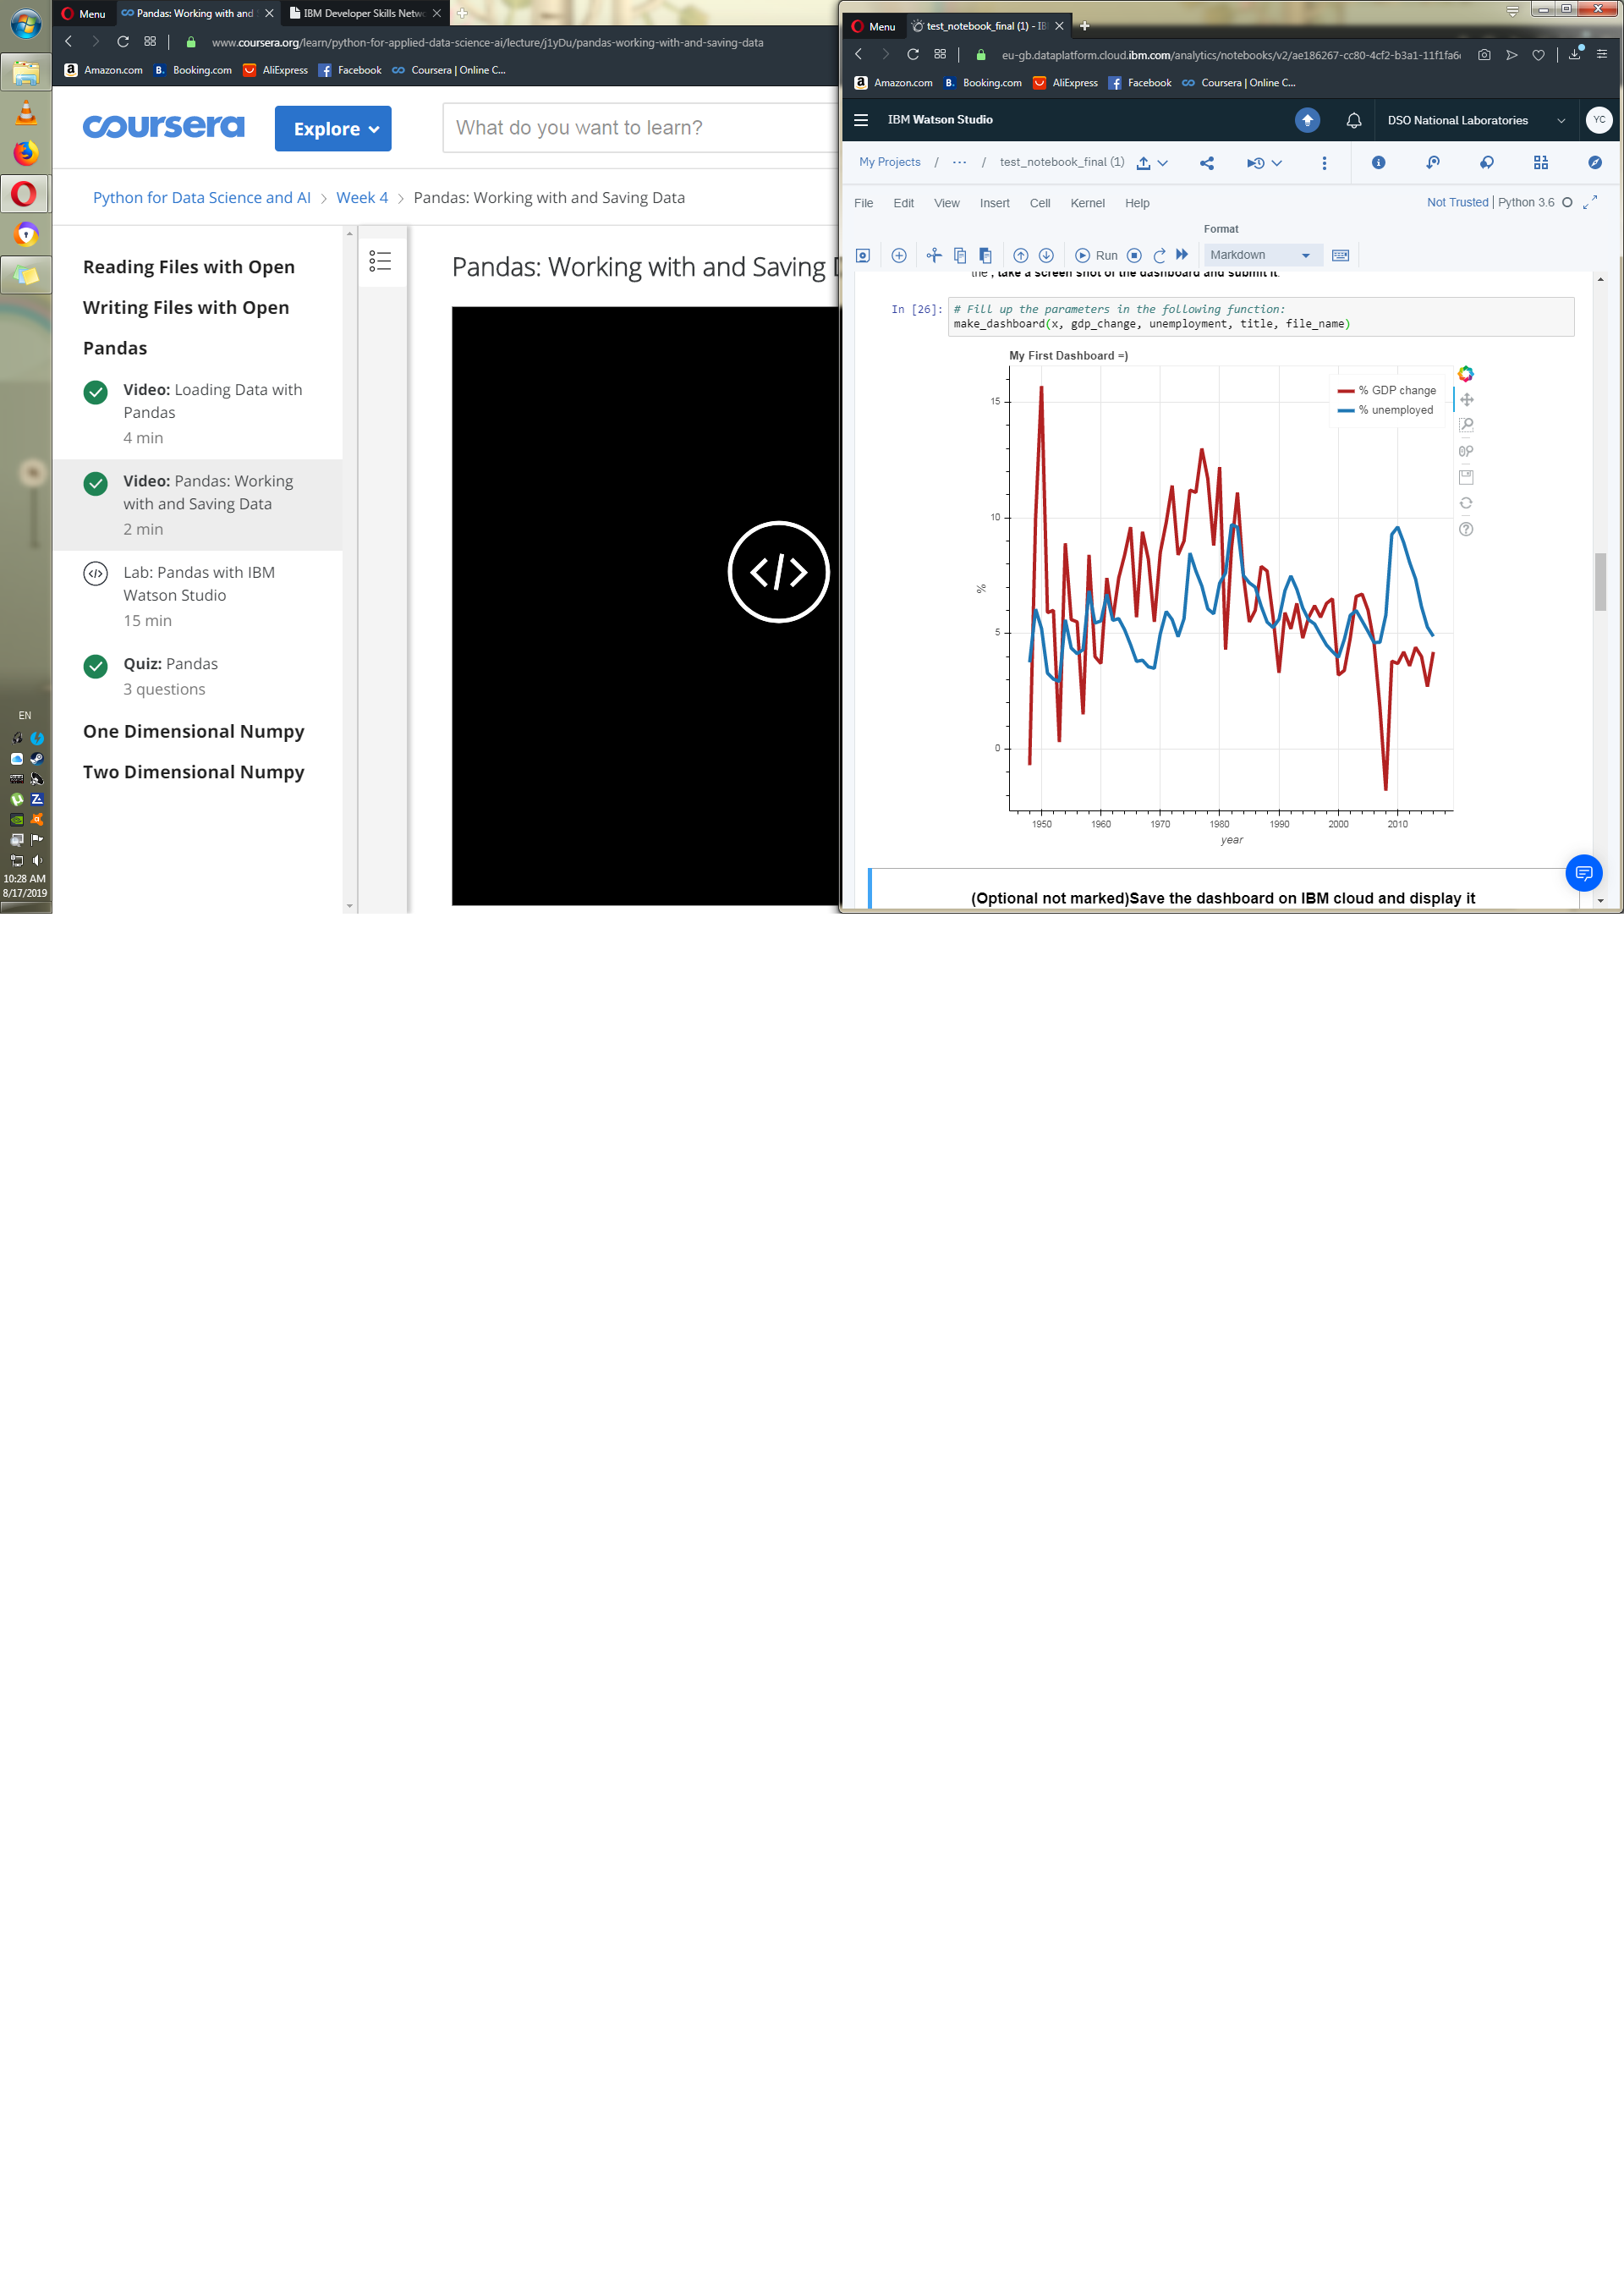 Menu
Pandas: Working with and
IBM Developer Skills Netw
www.coursera.org/learn/python-for-applied-data-science-ai/lecture/j1yDu/pandas-working-with-and-saving-data
Amazon.com
Booking.com
AliExpress
Facebook
Coursera | Online C...
coursera
Explore
What do you want to learn?
Python for Data Science and AI > Week 4 > Pandas: Working with and Saving Data
Reading Files with Open
Writing Files with Open
Pandas
Video: Loading Data with
Pandas
4 min
Video: Pandas: Working
with and Saving Data
2 min
Lab: Pandas with IBM
Watson Studio
15 min
Quiz: Pandas
3 questions
One Dimensional Numpy
Two Dimensional Numpy
Pandas: Working with and Saving
EN
10:28 AM
8/17/2019
Menu
test_notebook_final (1) - IB
eu-gb.dataplatform.cloud.ibm.com/analytics/notebooks/v2/ae186267-cc80-4cf2-b3a1-11f1fa6
Amazon.com
Booking.com
AliExpress
Facebook
Coursera | Online C...
IBM Watson Studio
DSO National Laboratories
YC
My Projects / ... / test_notebook_final (1)
File Edit View Insert Cell Kernel Help
Not Trusted | Python 3.6
Format
Run
Markdown
the , take a screen shot of the dashboard and submit it.
In [26]: # Fill up the parameters in the following function:
make_dashboard(x, gdp_change, unemployment, title, file_name)
My First Dashboard =)
% GDP change
% unemployed
15
10
5
0
%
1950 1960 1970 1980 1990 2000 2010
year
(Optional not marked)Save the dashboard on IBM cloud and display it